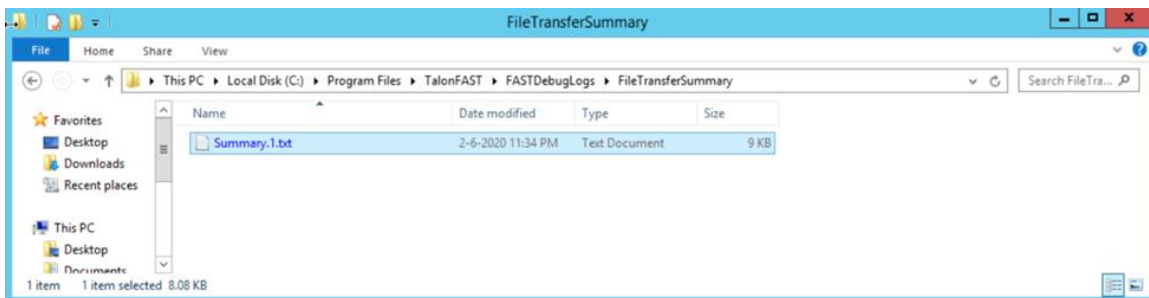 FileTransferSummary
File Home Share View
This PC Local Disk (C:) Program Files TalonFAST FASTDebugLogs FileTransferSummary Search FileTra...
Favorites
Desktop
Downloads
Recent places
This PC
Desktop
Documents
Name Date modified Type Size
Summary.1.txt 2-6-2020 11:34 PM Text Document 9 KB
1 item 1 item selected 8.08 KB